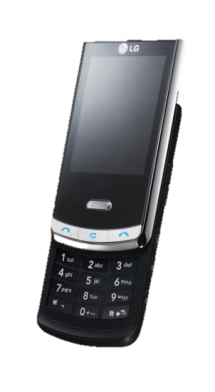 LG
1 2 abc 3 def
4 ghi 5 jkl 6 mno
7 pqrs 8 tuv 9 wxyz
0